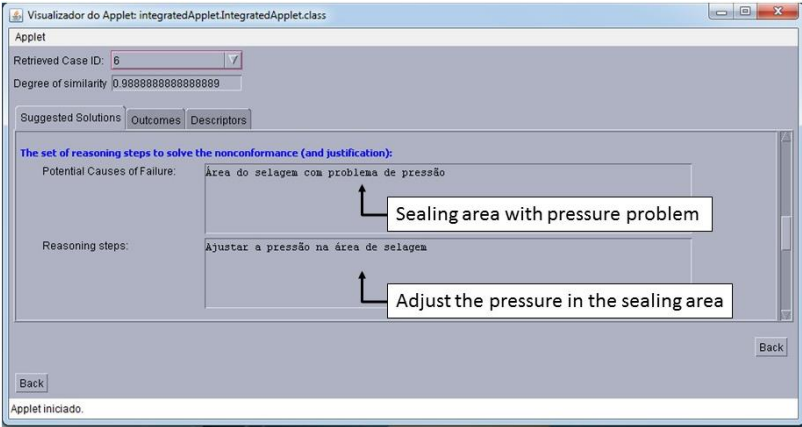 Visualizador do Applet: integratedApplet.IntegratedApplet.class
Applet
Retrieved Case ID: 6
Degree of similarity 0.9888888888888889
Suggested Solutions Outcomes Descriptors
The set of reasoning steps to solve the nonconformance (and justification):
Potential Causes of Failure: Área do selagem com problema de pressão
Sealing area with pressure problem
Reasoning steps: Ajustar a pressão na área de selagem
Adjust the pressure in the sealing area
Back
Back
Applet iniciado.